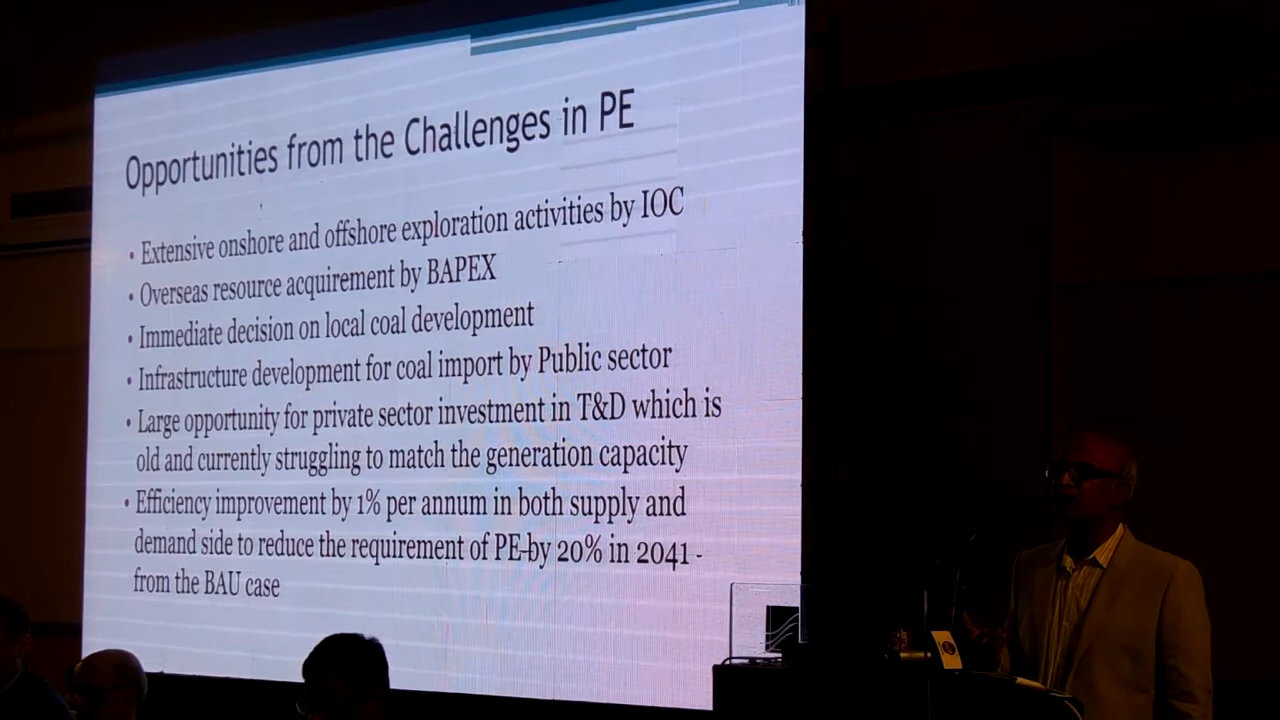 Opportunities from the Challenges in PE
• Extensive onshore and offshore exploration activities by IOC
• Overseas resource acquirement by BAPEX
• Immediate decision on local coal development
• Infrastructure development for coal import by Public sector
• Large opportunity for private sector investment in T&D which is
old and currently struggling to match the generation capacity
• Efficiency improvement by 1% per annum in both supply and
demand side to reduce the requirement of PE-by 20% in 2041 -
from the BAU case